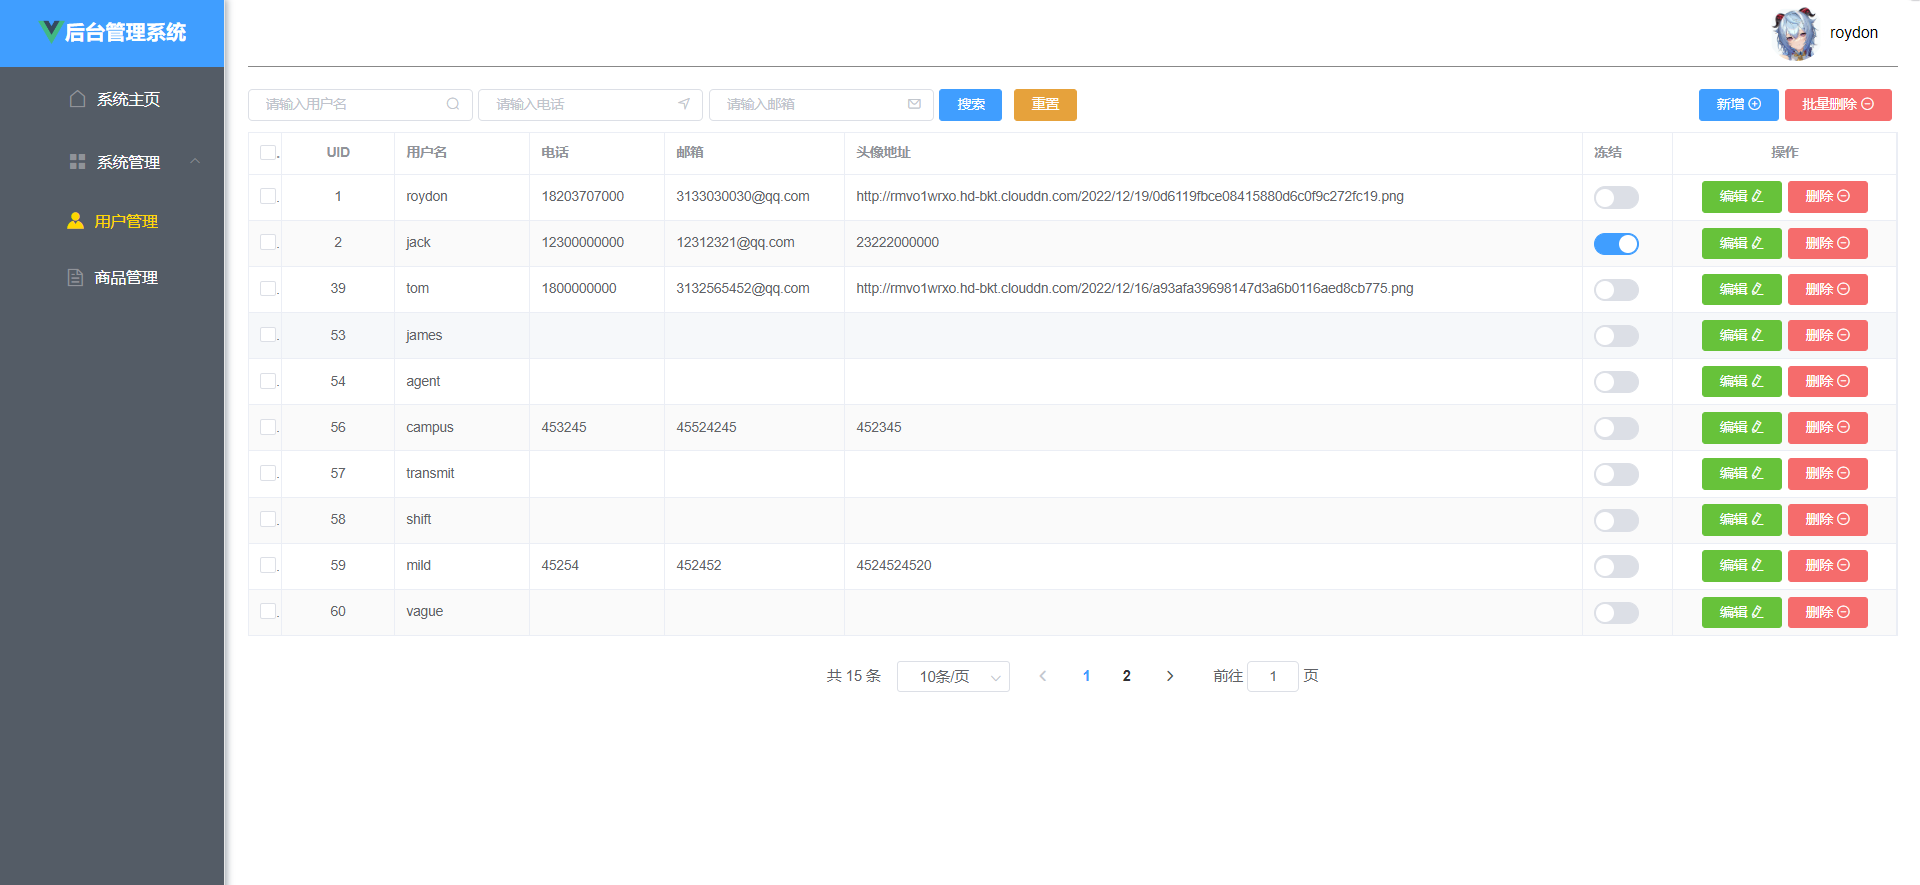 后台管理系统
roydon
系统主页
系统管理
用户管理
商品管理
请输入用户名 请输入电话 请输入邮箱 搜索 重置 新增 批量删除
UID 用户名 电话 邮箱 头像地址 冻结 操作
1 roydon 18203707000 3133030030@qq.com http://rmvo1wrxo.hd-bkt.clouddn.com/2022/12/19/0d6119fbce08415880d6c0f9c272fc19.png 编辑 删除
2 jack 12300000000 12312321@qq.com 23222000000 编辑 删除
39 tom 1800000000 3132565452@qq.com http://rmvo1wrxo.hd-bkt.clouddn.com/2022/12/16/a93afa39698147d3a6b0116aed8cb775.png 编辑 删除
53 james 编辑 删除
54 agent 编辑 删除
56 campus 453245 45524245 452345 编辑 删除
57 transmit 编辑 删除
58 shift 编辑 删除
59 mild 45254 452452 4524524520 编辑 删除
60 vague 编辑 删除
共 15 条 10条/页 1 2 前往 1 页